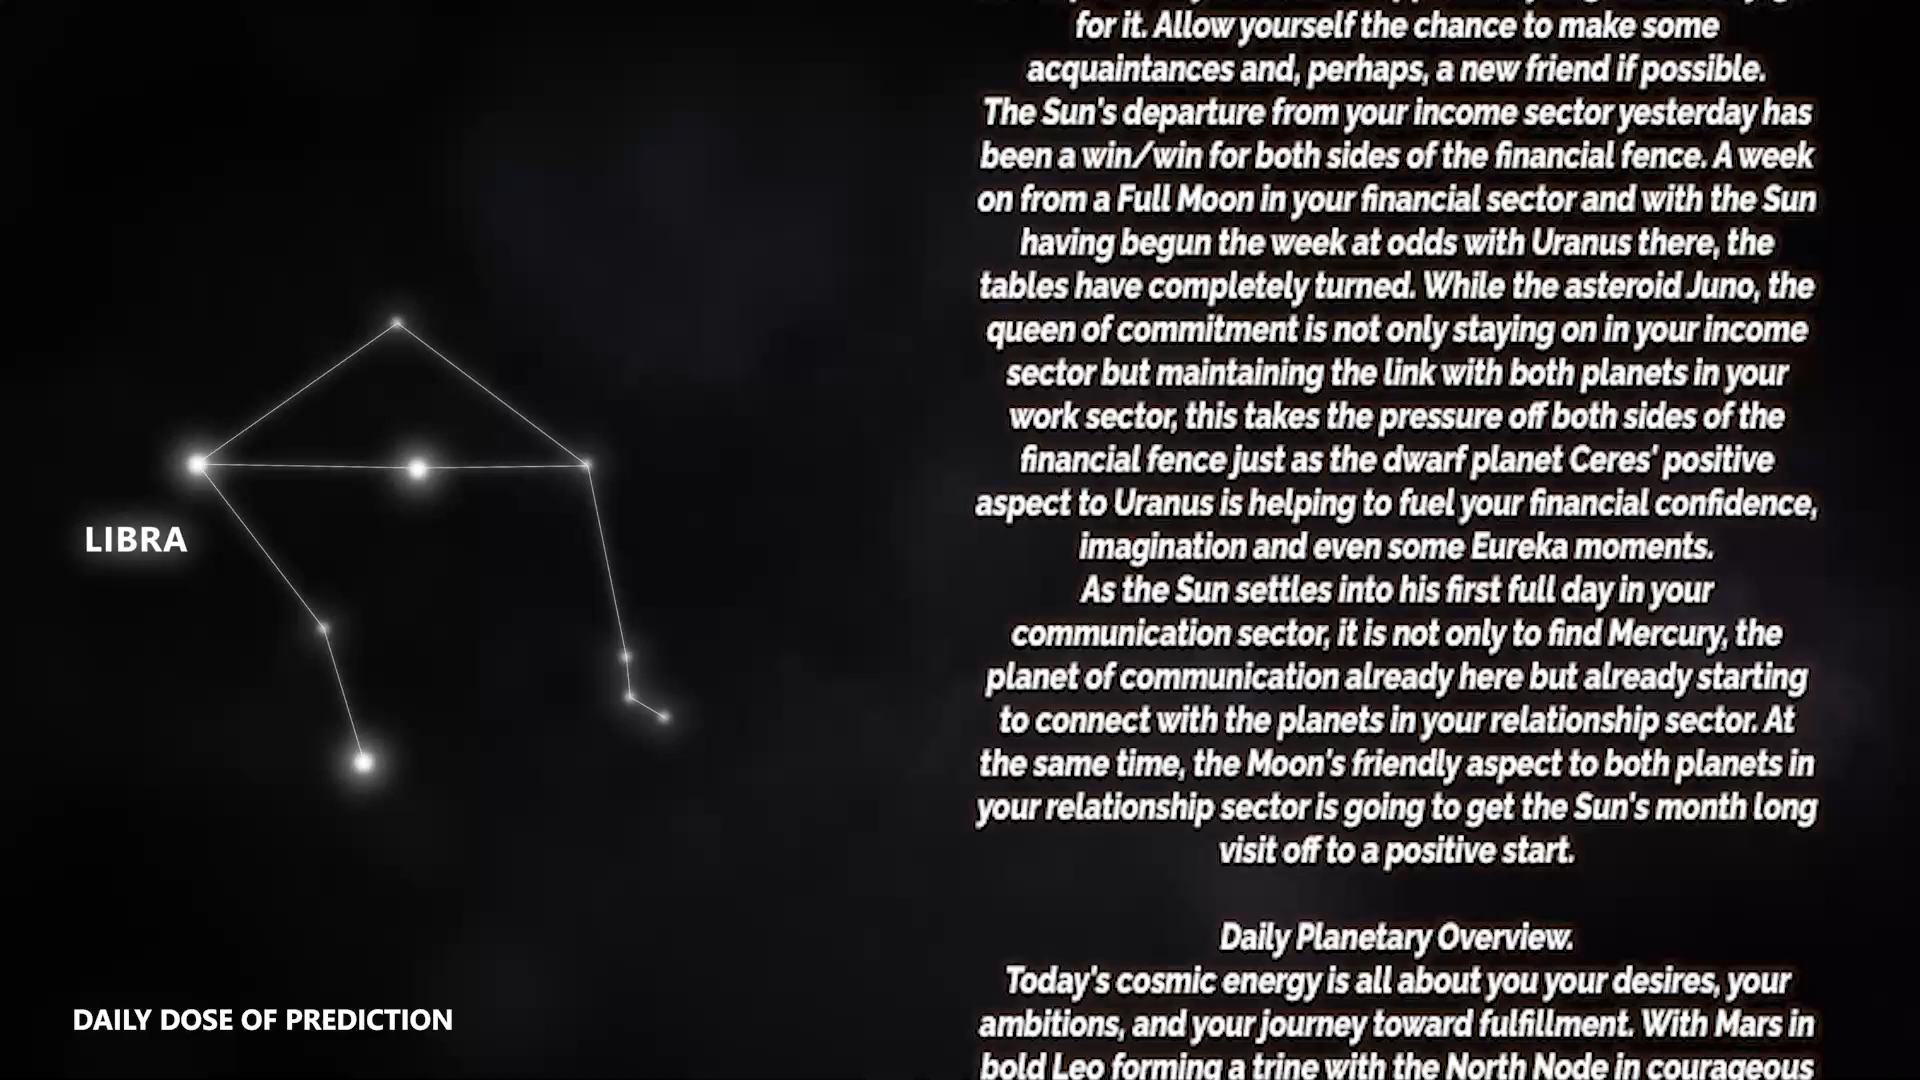 for it. Allow yourself the chance to make some
acquaintances and, perhaps, a new friend if possible.
The Sun's departure from your income sector yesterday has
been a win/win for both sides of the financial fence. A week
on from a Full Moon in your financial sector and with the Sun
having begun the week at odds with Uranus there, the
tables have completely turned. While the asteroid Juno, the
queen of commitment is not only staying on in your income
sector but maintaining the link with both planets in your
work sector, this takes the pressure off both sides of the
financial fence just as the dwarf planet Ceres' positive
aspect to Uranus is helping to fuel your financial confidence,
imagination and even some Eureka moments.
As the Sun settles into his first full day in your
communication sector, it is not only to find Mercury, the
planet of communication already here but already starting
to connect with the planets in your relationship sector. At
the same time, the Moon's friendly aspect to both planets in
your relationship sector is going to get the Sun's month long
visit off to a positive start.
Daily Planetary Overview.
Today's cosmic energy is all about you your desires, your
ambitions, and your journey toward fulfillment. With Mars in
bold Leo forming a trine with the North Node in courageous
LIBRA
DAILY DOSE OF PREDICTION